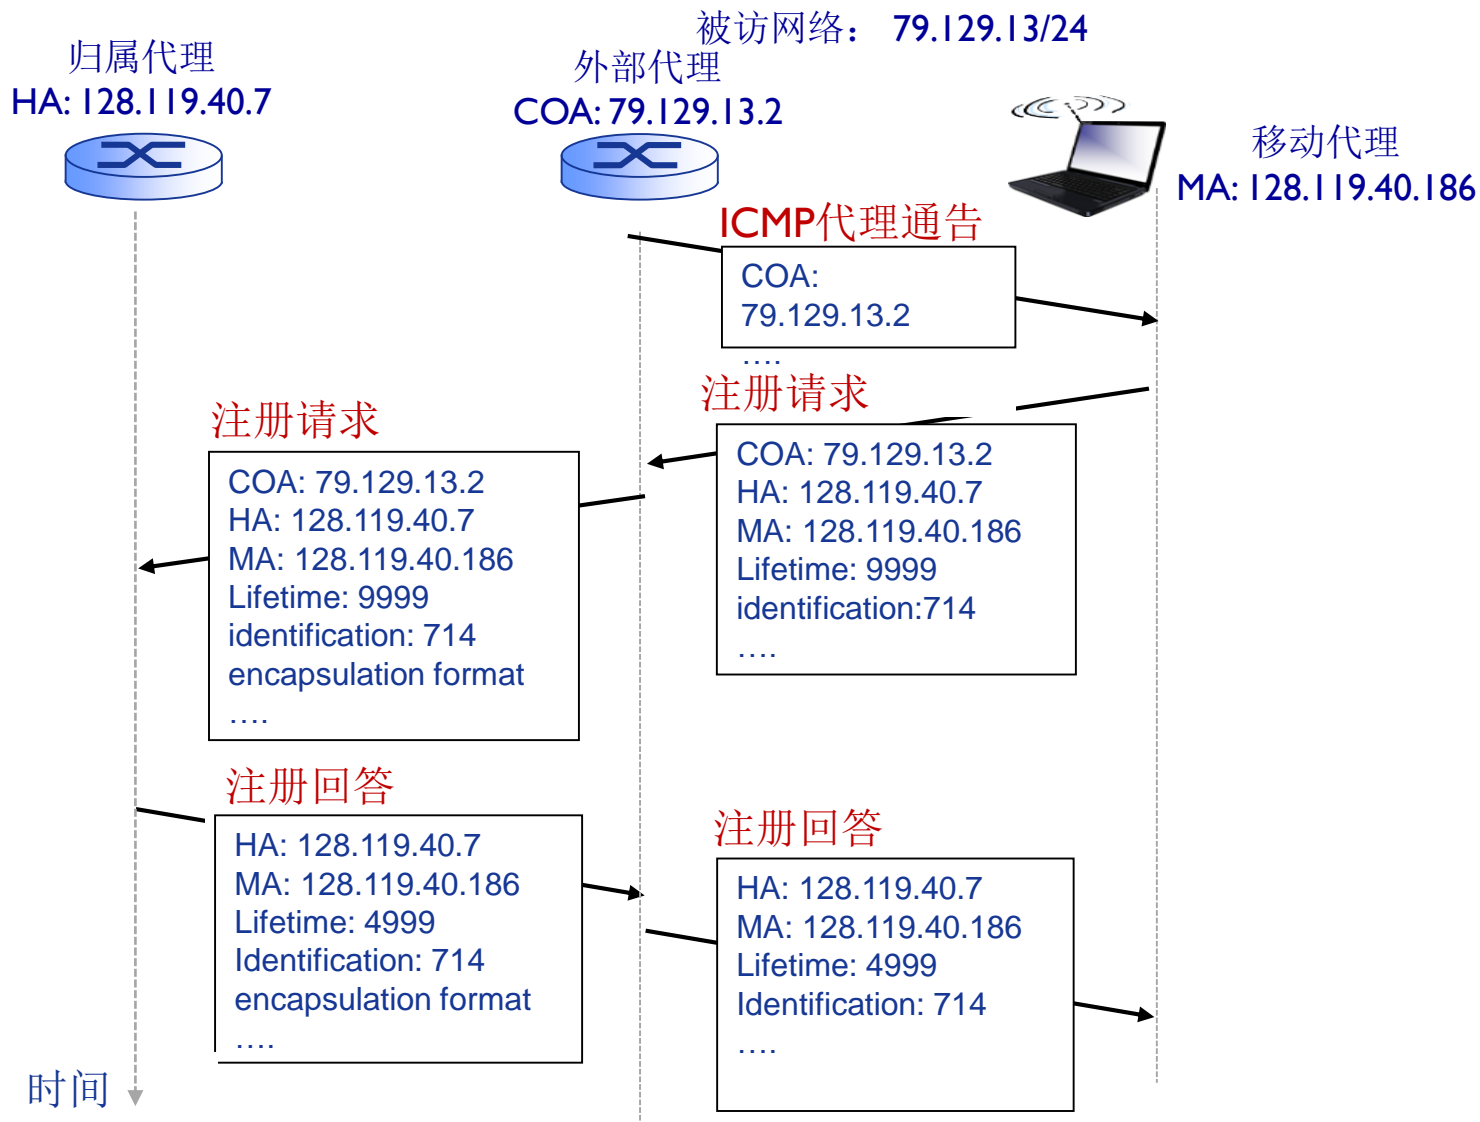 被访网络： 79.129.13/24
归属代理
HA: 128.119.40.7
外部代理
COA: 79.129.13.2
移动代理
MA: 128.119.40.186
ICMP代理通告
COA:
79.129.13.2
....
注册请求
COA: 79.129.13.2
HA: 128.119.40.7
MA: 128.119.40.186
Lifetime: 9999
identification:714
....
注册请求
COA: 79.129.13.2
HA: 128.119.40.7
MA: 128.119.40.186
Lifetime: 9999
identification: 714
encapsulation format
....
注册回答
HA: 128.119.40.7
MA: 128.119.40.186
Lifetime: 4999
Identification: 714
encapsulation format
....
注册回答
HA: 128.119.40.7
MA: 128.119.40.186
Lifetime: 4999
Identification: 714
....
时间